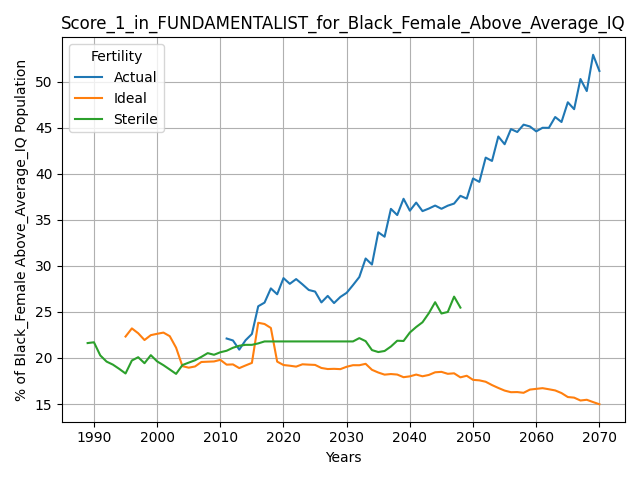 Score_1_in_FUNDAMENTALIST_for_Black_Female_Above_Average_IQ
% of Black_Female Above_Average_IQ Population
Fertility
Actual
Ideal
Sterile
50
45
40
35
30
25
20
15
1990 2000 2010 2020 2030 2040 2050 2060 2070
Years